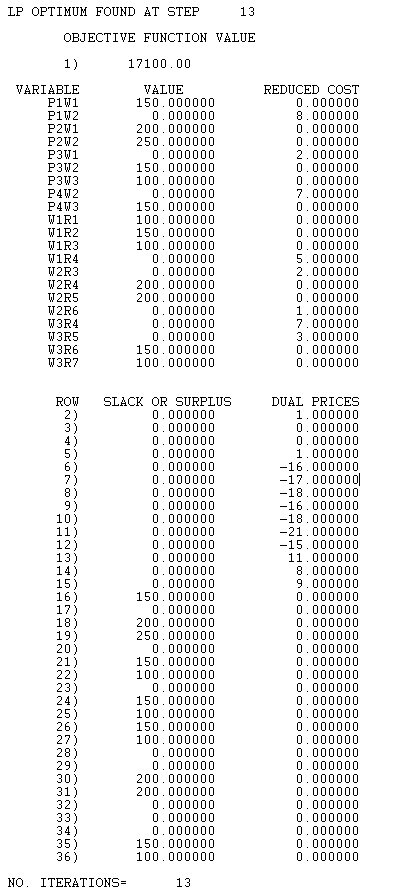 LP OPTIMUM FOUND AT STEP 13
OBJECTIVE FUNCTION VALUE
1) 17100.00
VARIABLE VALUE REDUCED COST
P1W1 150.000000 0.000000
P1W2 0.000000 8.000000
P2W1 200.000000 0.000000
P2W2 250.000000 0.000000
P3W1 0.000000 2.000000
P3W2 150.000000 0.000000
P3W3 100.000000 0.000000
P4W2 0.000000 7.000000
P4W3 150.000000 0.000000
W1R1 100.000000 0.000000
W1R2 150.000000 0.000000
W1R3 100.000000 0.000000
W1R4 0.000000 5.000000
W2R3 0.000000 2.000000
W2R4 200.000000 0.000000
W2R5 200.000000 0.000000
W2R6 0.000000 1.000000
W3R4 0.000000 7.000000
W3R5 0.000000 3.000000
W3R6 150.000000 0.000000
W3R7 100.000000 0.000000
ROW SLACK OR SURPLUS DUAL PRICES
2) 0.000000 1.000000
3) 0.000000 0.000000
4) 0.000000 0.000000
5) 0.000000 1.000000
6) 0.000000 -16.000000
7) 0.000000 -17.000000
8) 0.000000 -18.000000
9) 0.000000 -16.000000
10) 0.000000 -18.000000
11) 0.000000 -21.000000
12) 0.000000 -15.000000
13) 0.000000 11.000000
14) 0.000000 8.000000
15) 0.000000 9.000000
16) 150.000000 0.000000
17) 0.000000 0.000000
18) 200.000000 0.000000
19) 250.000000 0.000000
20) 0.000000 0.000000
21) 150.000000 0.000000
22) 100.000000 0.000000
23) 0.000000 0.000000
24) 150.000000 0.000000
25) 100.000000 0.000000
26) 150.000000 0.000000
27) 100.000000 0.000000
28) 0.000000 0.000000
29) 0.000000 0.000000
30) 200.000000 0.000000
31) 200.000000 0.000000
32) 0.000000 0.000000
33) 0.000000 0.000000
34) 0.000000 0.000000
35) 150.000000 0.000000
36) 100.000000 0.000000
NO. ITERATIONS= 13